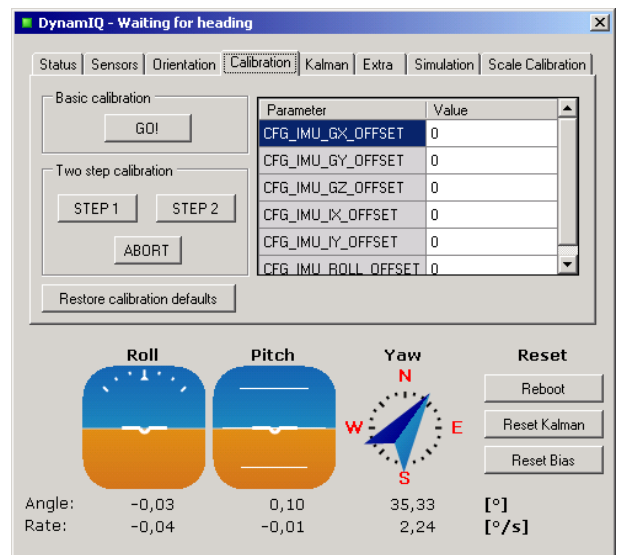 DynamIQ - Waiting for heading
Status Sensors Orientation Calibration Kalman Extra Simulation Scale Calibration
Basic calibration
GO!
Two step calibration
STEP 1 STEP 2
ABORT
Restore calibration defaults
Parameter Value
CFG_IMU_GX_OFFSET 0
CFG_IMU_GY_OFFSET 0
CFG_IMU_GZ_OFFSET 0
CFG_IMU_IX_OFFSET 0
CFG_IMU_IY_OFFSET 0
CFG_IMU_ROLL_OFFSET 0
Roll Pitch Yaw Reset
N
W E
S
Reboot
Reset Kalman
Reset Bias
Angle: -0,03 0,10 35,33 [°]
Rate: -0,04 -0,01 2,24 [°/s]